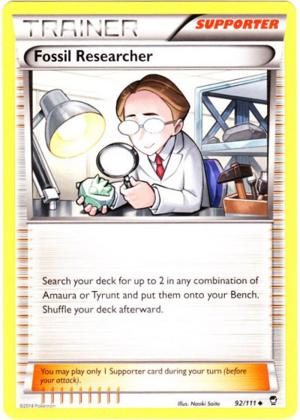 TRAINER SUPPORTER
Fossil Researcher
Search your deck for up to 2 in any combination of
Amaura or Tyrunt and put them onto your Bench.
Shuffle your deck afterward.
You may play only 1 Supporter card during your turn (before
your attack).
©2014 Pokémon Illus. Naoki Saito 92/111